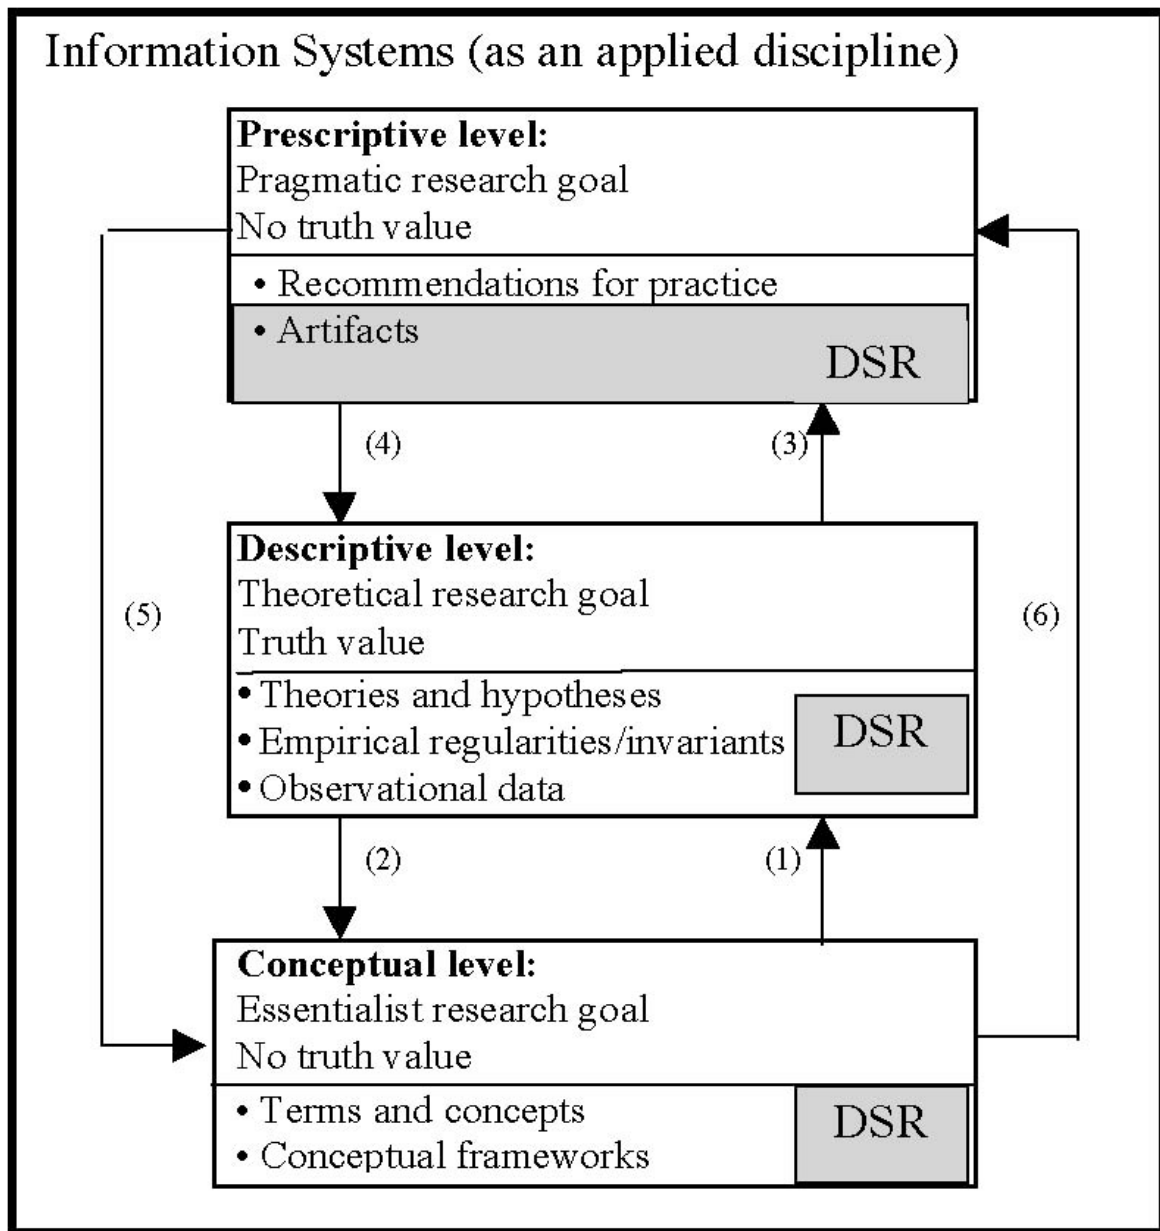 Information Systems (as an applied discipline)
Prescriptive level:
Pragmatic research goal
No truth value
• Recommendations for practice
• Artifacts
DSR
(4)
(3)
Descriptive level:
Theoretical research goal
Truth value
(5)
(6)
• Theories and hypotheses
• Empirical regularities/invariants
• Observational data
DSR
(2)
(1)
Conceptual level:
Essentialist research goal
No truth value
• Terms and concepts
• Conceptual frameworks
DSR